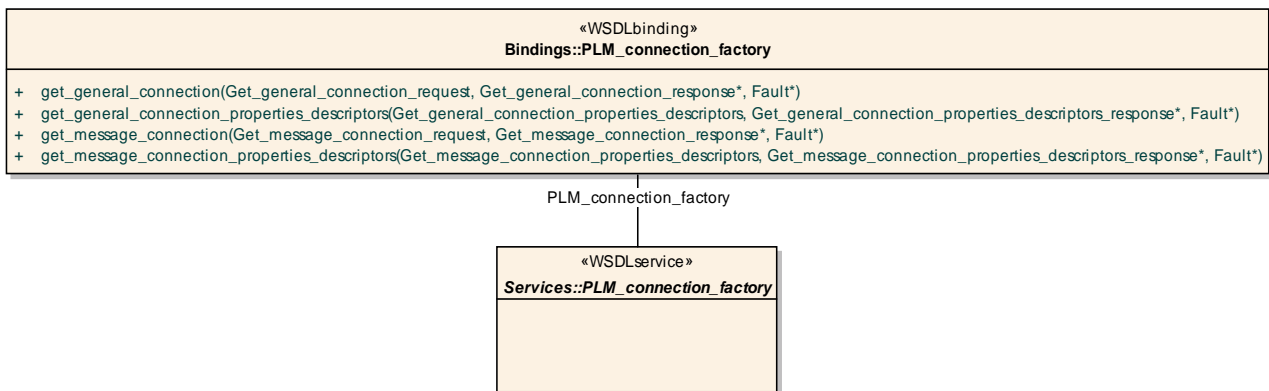 «WSDLbinding»
Bindings::PLM_connection_factory
+ get_general_connection(Get_general_connection_request, Get_general_connection_response*, Fault*)
+ get_general_connection_properties_descriptors(Get_general_connection_properties_descriptors, Get_general_connection_properties_descriptors_response*, Fault*)
+ get_message_connection(Get_message_connection_request, Get_message_connection_response*, Fault*)
+ get_message_connection_properties_descriptors(Get_message_connection_properties_descriptors, Get_message_connection_properties_descriptors_response*, Fault*)
PLM_connection_factory
«WSDLservice»
Services::PLM_connection_factory